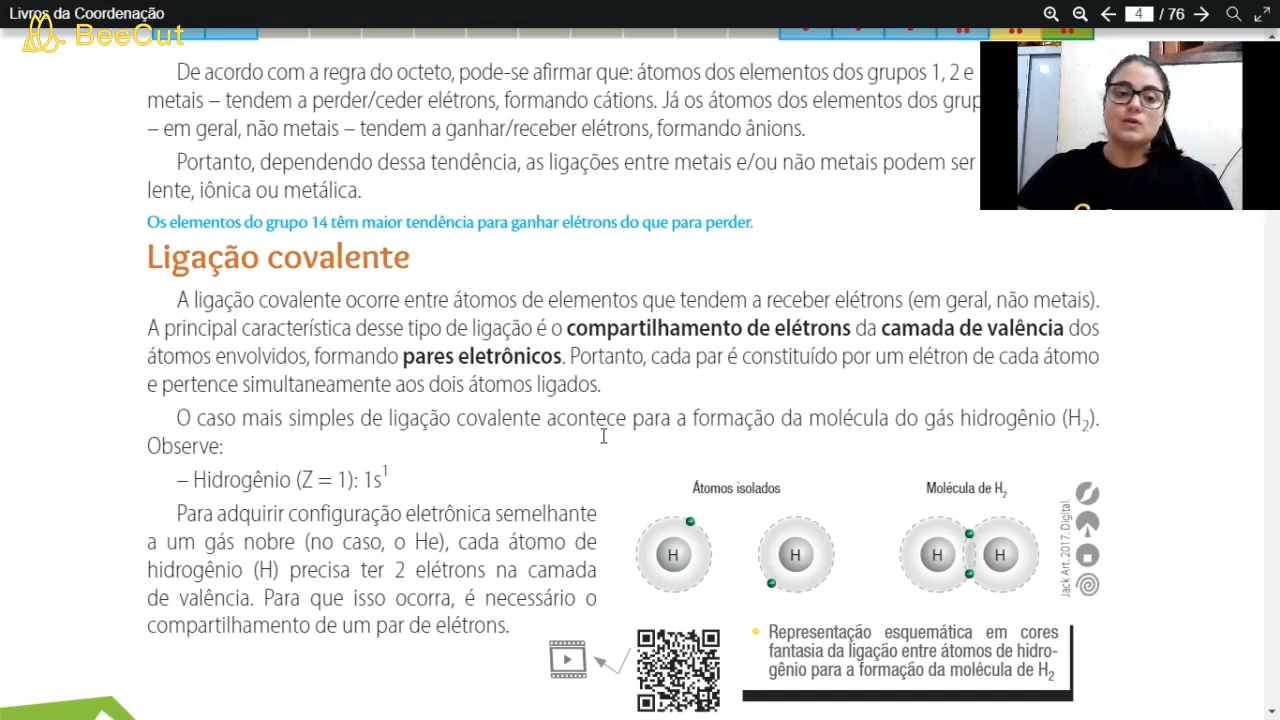 Livros da Coordenação
4 / 76
BeeCut
De acordo com a regra do octeto, pode-se afirmar que: átomos dos elementos dos grupos 1, 2 e
metais – tendem a perder/ceder elétrons, formando cátions. Já os átomos dos elementos dos
– em geral, não metais – tendem a ganhar/receber elétrons, formando ânions.
Portanto, dependendo dessa tendência, as ligações entre metais e/ou não metais podem ser
lente, iônica ou metálica.
Os elementos do grupo 14 têm maior tendência para ganhar elétrons do que para perder.
Ligação covalente
A ligação covalente ocorre entre átomos de elementos que tendem a receber elétrons (em geral, não metais).
A principal característica desse tipo de ligação é o compartilhamento de elétrons da camada de valência dos
átomos envolvidos, formando pares eletrônicos. Portanto, cada par é constituído por um elétron de cada átomo
e pertence simultaneamente aos dois átomos ligados.
O caso mais simples de ligação covalente acontece para a formação da molécula do gás hidrogênio (H₂).
Observe:
– Hidrogênio (Z = 1): 1s¹
Para adquirir configuração eletrônica semelhante
a um gás nobre (no caso, o He), cada átomo de
hidrogênio (H) precisa ter 2 elétrons na camada
de valência. Para que isso ocorra, é necessário o
compartilhamento de um par de elétrons.
Átomos isolados
Molécula de H₂
H H H H
Jack Art. 2017. Digital.
Representação esquemática em cores
fantasia da ligação entre átomos de hidro-
gênio para a formação da molécula de H₂